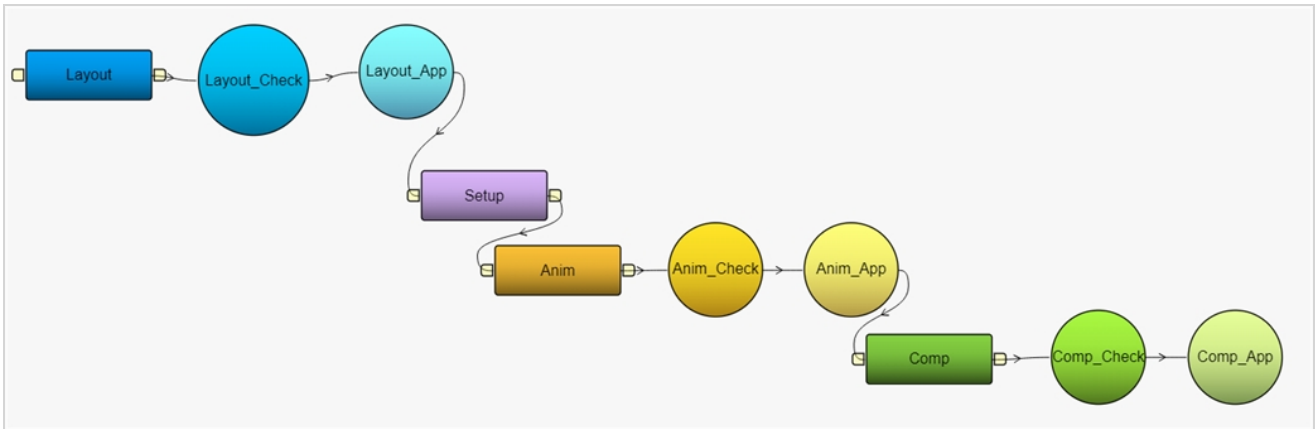 Layout
Layout_Check
Layout_App
Setup
Anim
Anim_Check
Anim_App
Comp
Comp_Check
Comp_App